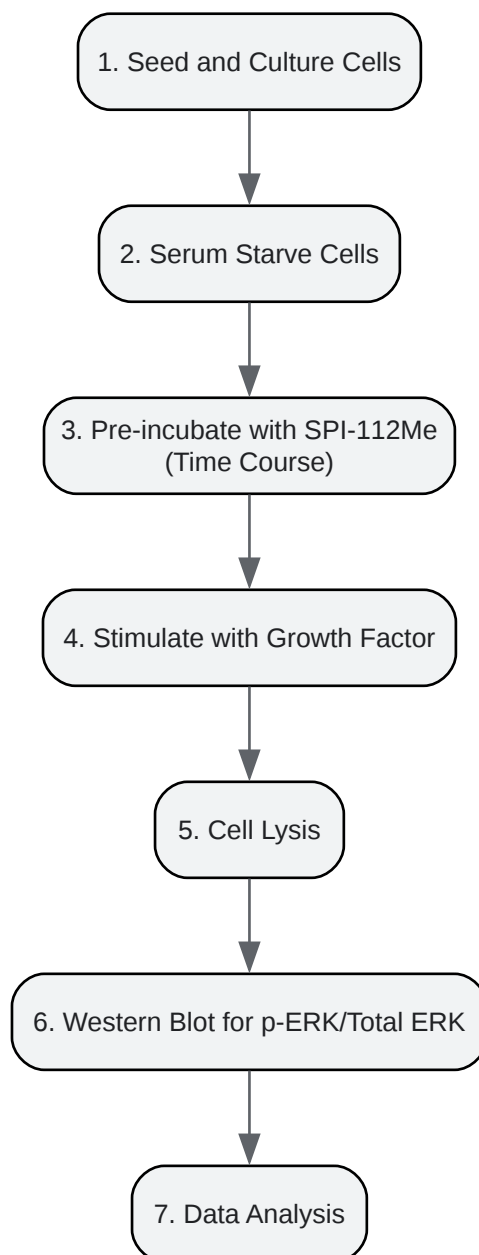 1. Seed and Culture Cells
2. Serum Starve Cells
3. Pre-incubate with SPI-112Me
(Time Course)
4. Stimulate with Growth Factor
5. Cell Lysis
6. Western Blot for p-ERK/Total ERK
7. Data Analysis